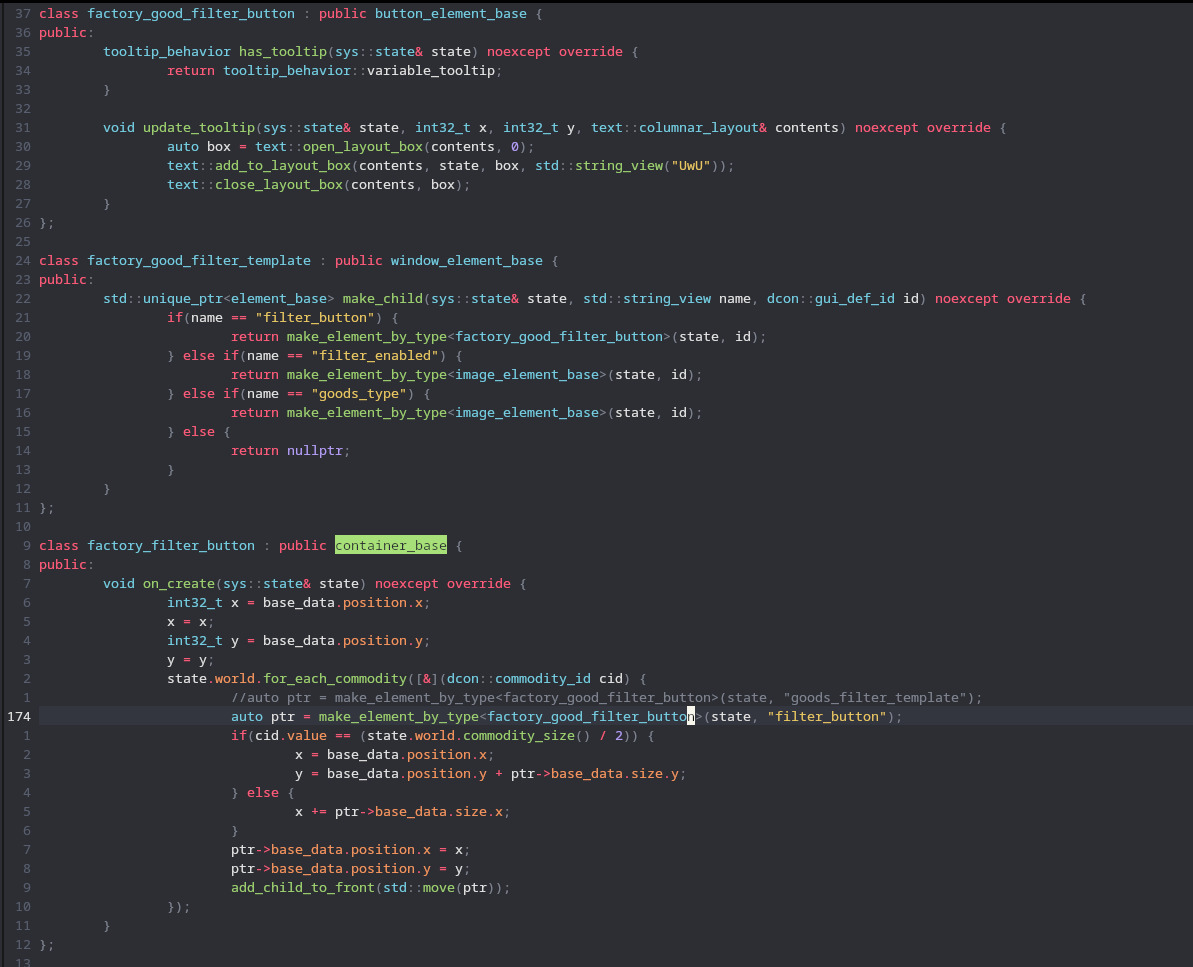 37 class factory_good_filter_button : public button_element_base {
36 public:
35         tooltip_behavior has_tooltip(sys::state& state) noexcept override {
34                 return tooltip_behavior::variable_tooltip;
33         }
32
31         void update_tooltip(sys::state& state, int32_t x, int32_t y, text::columnar_layout& contents) noexcept override {
30                 auto box = text::open_layout_box(contents, 0);
29                 text::add_to_layout_box(contents, state, box, std::string_view("UwU"));
28                 text::close_layout_box(contents, box);
27         }
26 };
25
24 class factory_good_filter_template : public window_element_base {
23 public:
22         std::unique_ptr<element_base> make_child(sys::state& state, std::string_view name, dcon::gui_def_id id) noexcept override {
21                 if(name == "filter_button") {
20                         return make_element_by_type<factory_good_filter_button>(state, id);
19                 } else if(name == "filter_enabled") {
18                         return make_element_by_type<image_element_base>(state, id);
17                 } else if(name == "goods_type") {
16                         return make_element_by_type<image_element_base>(state, id);
15                 } else {
14                         return nullptr;
13                 }
12         }
11 };
10
9 class factory_filter_button : public container_base {
8 public:
7         void on_create(sys::state& state) noexcept override {
6                 int32_t x = base_data.position.x;
5                 x = x;
4                 int32_t y = base_data.position.y;
3                 y = y;
2                 state.world.for_each_commodity([&](dcon::commodity_id cid) {
1                         //auto ptr = make_element_by_type<factory_good_filter_button>(state, "goods_filter_template");
174                         auto ptr = make_element_by_type<factory_good_filter_button>(state, "filter_button");
1                         if(cid.value == (state.world.commodity_size() / 2)) {
2                                 x = base_data.position.x;
3                                 y = base_data.position.y + ptr->base_data.size.y;
4                         } else {
5                                 x += ptr->base_data.size.x;
6                         }
7                         ptr->base_data.position.x = x;
8                         ptr->base_data.position.y = y;
9                         add_child_to_front(std::move(ptr));
10                 });
11         }
12 };
13